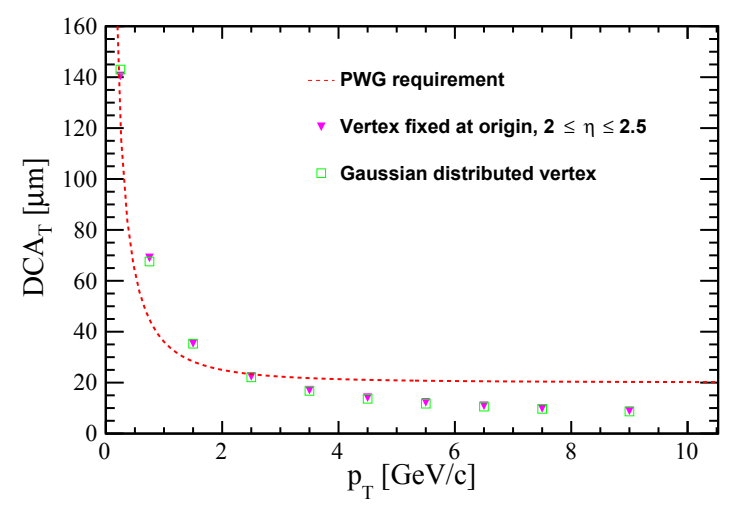 160
140
120
100
80
60
40
20
0
DCA_T [μm]
PWG requirement
Vertex fixed at origin, 2 ≤ η ≤ 2.5
Gaussian distributed vertex
0 2 4 6 8 10
p_T [GeV/c]